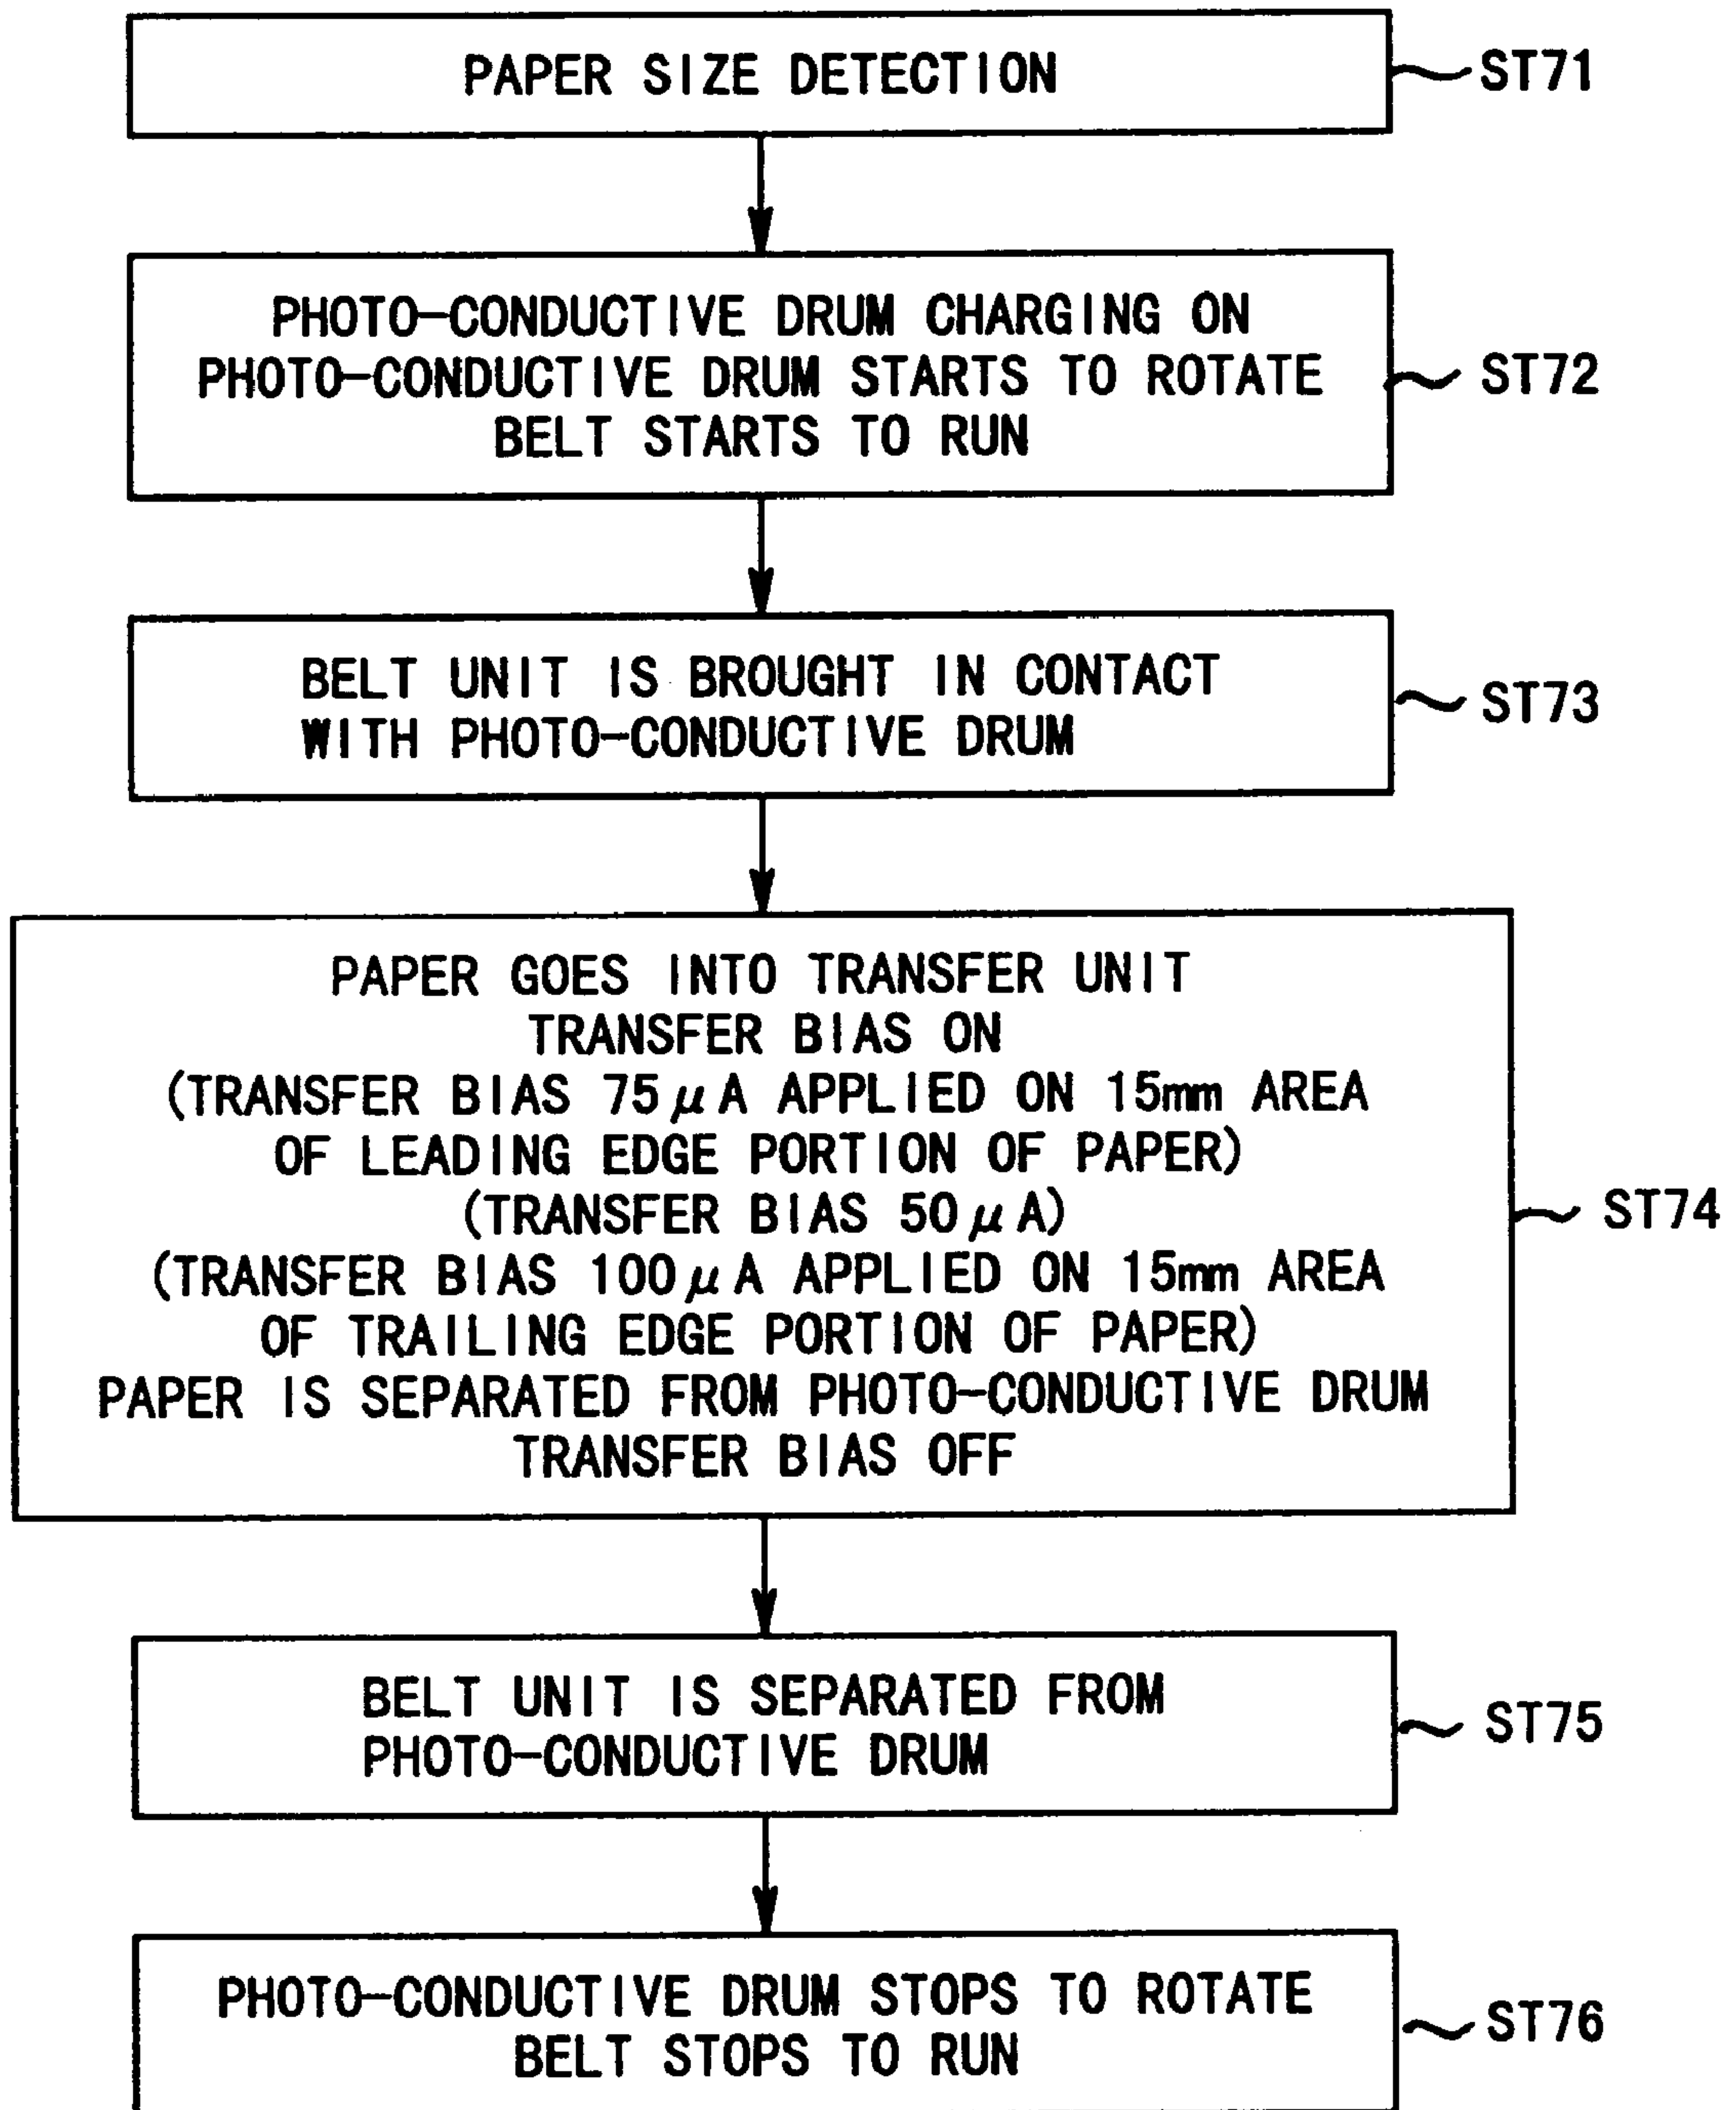 PAPER SIZE DETECTION
ST71
PHOTO-CONDUCTIVE DRUM CHARGING ON
PHOTO-CONDUCTIVE DRUM STARTS TO ROTATE
BELT STARTS TO RUN
ST72
BELT UNIT IS BROUGHT IN CONTACT
WITH PHOTO-CONDUCTIVE DRUM
ST73
PAPER GOES INTO TRANSFER UNIT
TRANSFER BIAS ON
(TRANSFER BIAS 75μA APPLIED ON 15mm AREA
OF LEADING EDGE PORTION OF PAPER)
(TRANSFER BIAS 50μA)
(TRANSFER BIAS 100μA APPLIED ON 15mm AREA
OF TRAILING EDGE PORTION OF PAPER)
PAPER IS SEPARATED FROM PHOTO-CONDUCTIVE DRUM
TRANSFER BIAS OFF
ST74
BELT UNIT IS SEPARATED FROM
PHOTO-CONDUCTIVE DRUM
ST75
PHOTO-CONDUCTIVE DRUM STOPS TO ROTATE
BELT STOPS TO RUN
ST76